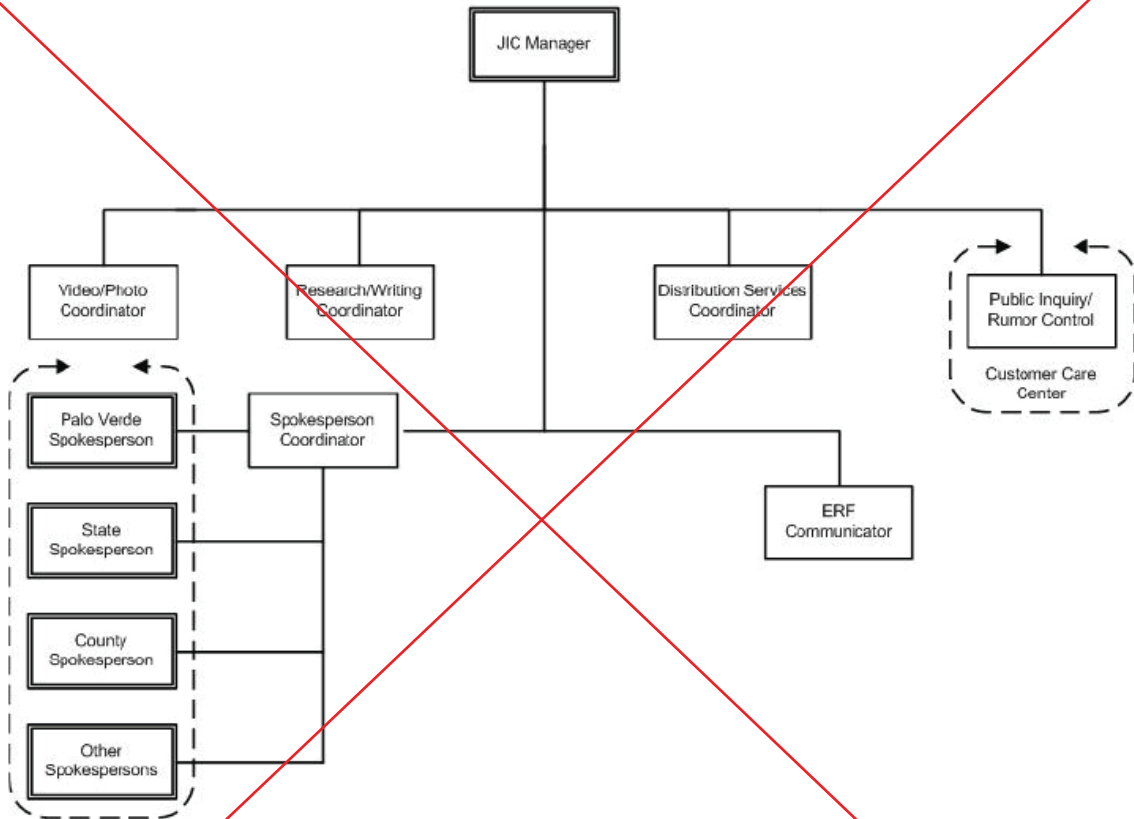 JIC Manager
Video/Photo
Coordinator
Research/Writing
Coordinator
Distribution Services
Coordinator
Public Inquiry/
Rumor Control
Customer Care
Center
Palo Verde
Spokesperson
Spokesperson
Coordinator
State
Spokesperson
ERF
Communicator
County
Spokesperson
Other
Spokespersons